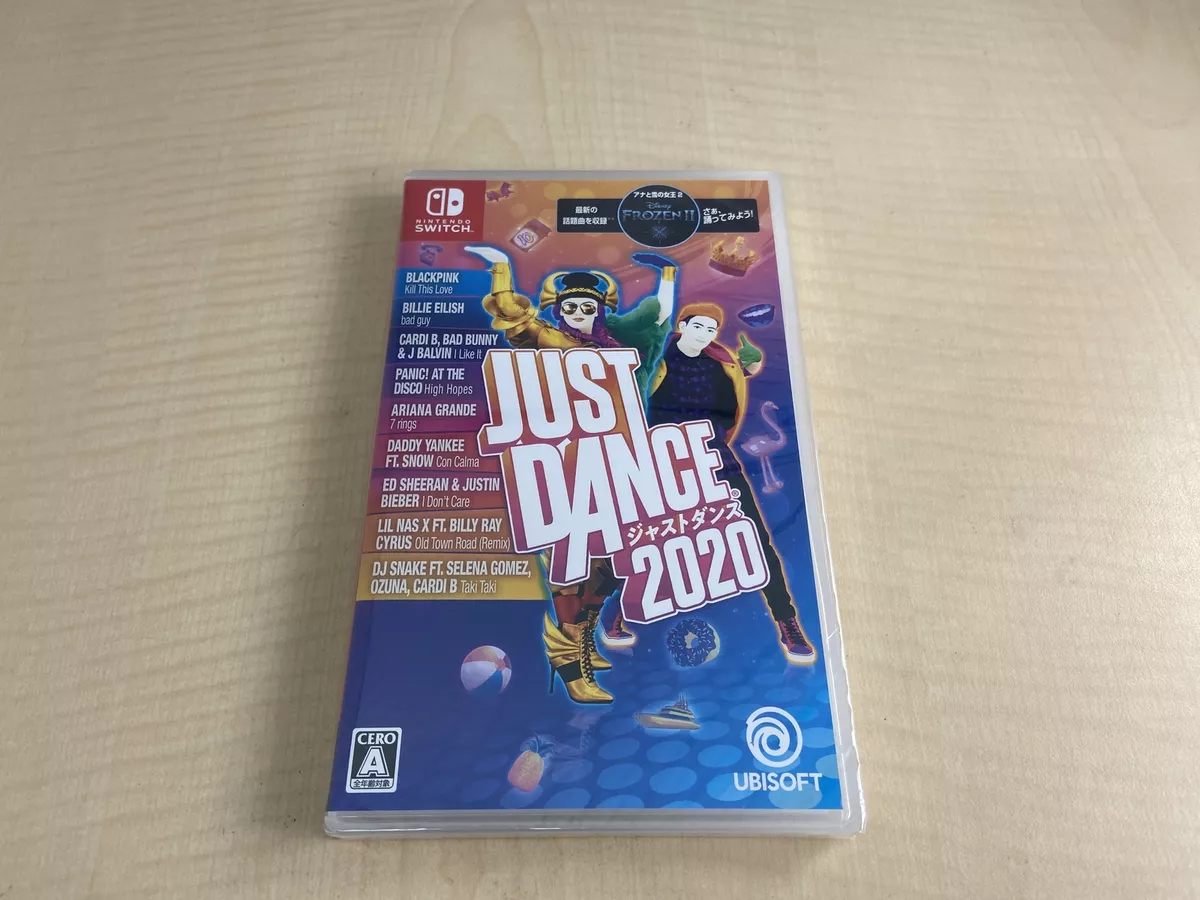 NINTENDO
SWITCH™
アナと雪の女王 2
最新の
話題曲を収録
Disney
FROZEN II
さあ、
踊ってみよう!
BLACKPINK
Kill This Love
BILLIE EILISH
bad guy
CARDI B, BAD BUNNY
& J BALVIN I Like It
PANIC! AT THE
DISCO High Hopes
ARIANA GRANDE
7 rings
DADDY YANKEE
FT. SNOW Con Calma
ED SHEERAN & JUSTIN
BIEBER I Don't Care
LIL NAS X FT. BILLY RAY
CYRUS Old Town Road (Remix)
DJ SNAKE FT. SELENA GOMEZ,
OZUNA, CARDI B Taki Taki
JUST
DANCE®
ジャストダンス
2020
CERO
A
全年齢対象
UBISOFT